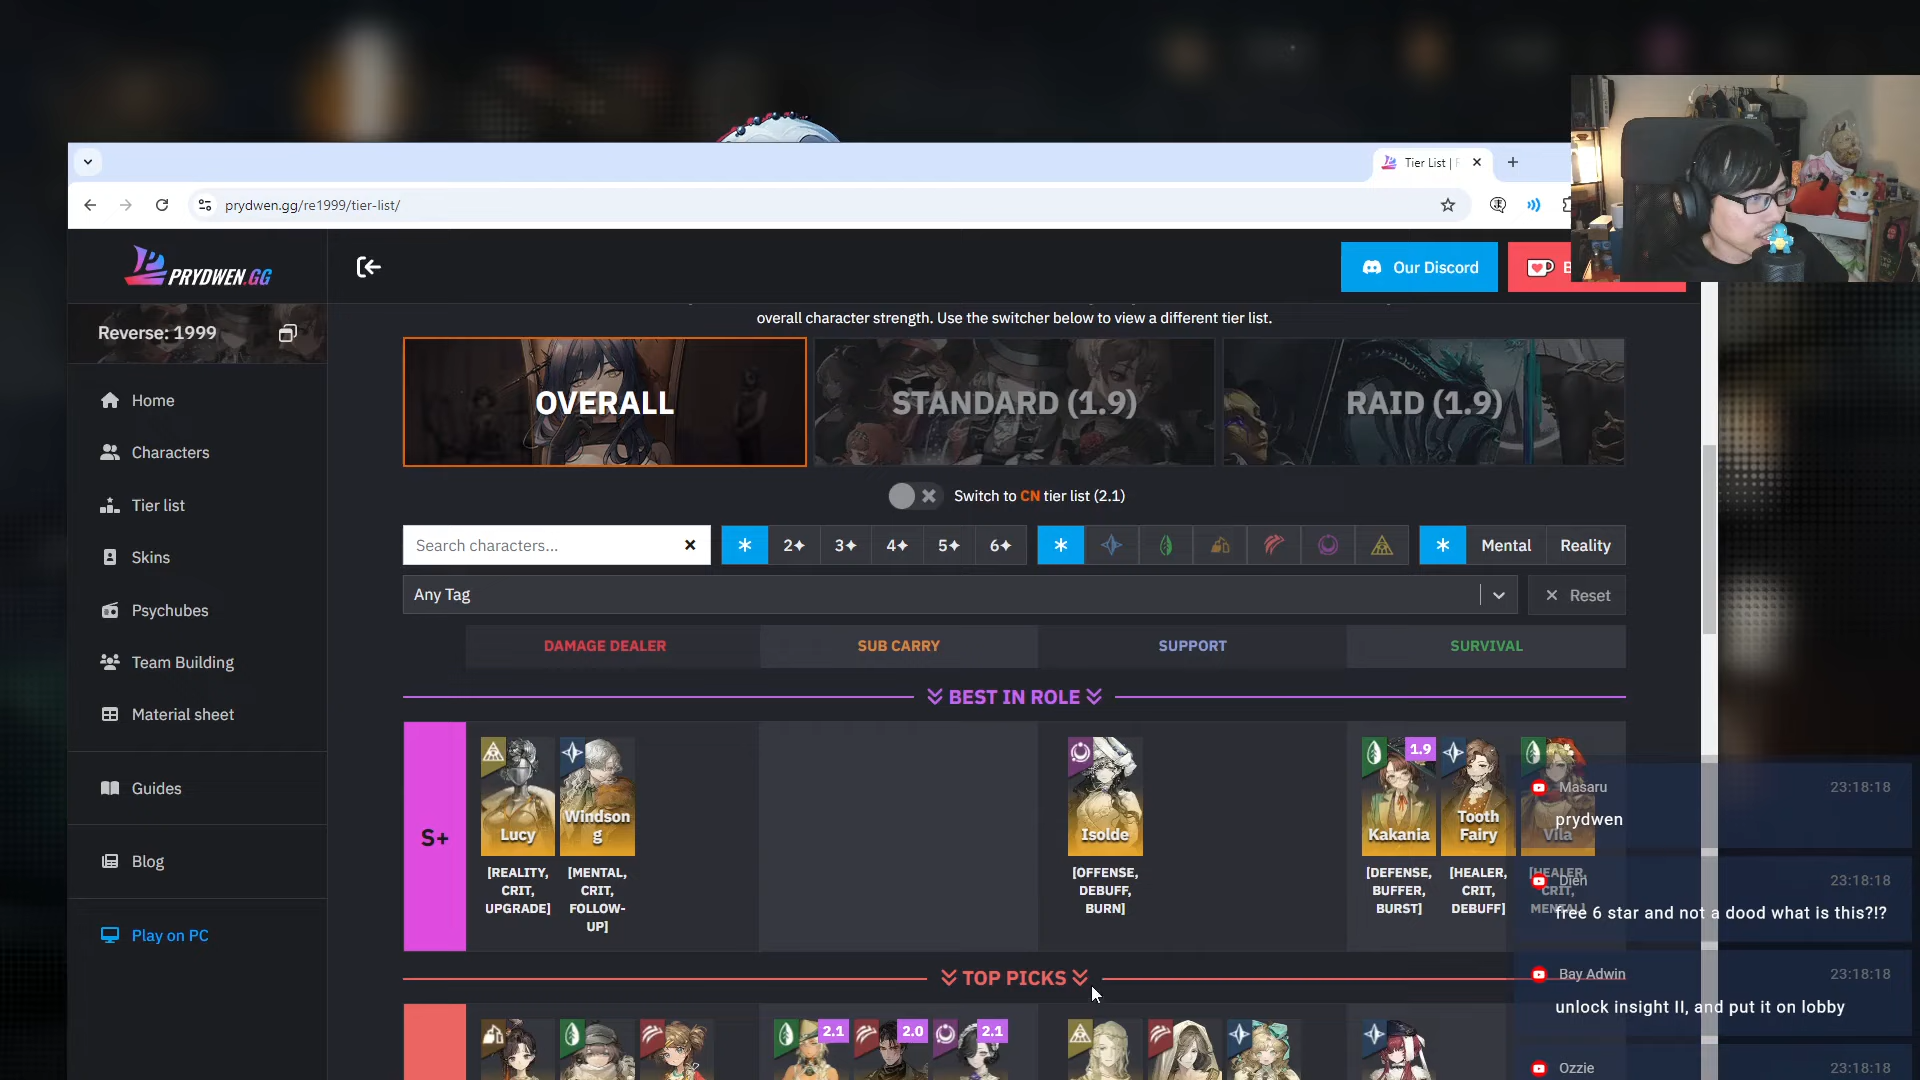 Tier List |
prydwen.gg/re1999/tier-list/
PRYDWEN.GG
Our Discord
Reverse: 1999
Home
Characters
Tier list
Skins
Psychubes
Team Building
Material sheet
Guides
Blog
Play on PC
overall character strength. Use the switcher below to view a different tier list.
OVERALL
STANDARD (1.9)
RAID (1.9)
Switch to CN tier list (2.1)
Search characters...
2✦ 3✦ 4✦ 5✦ 6✦
Mental Reality
Any Tag
Reset
DAMAGE DEALER SUB CARRY SUPPORT SURVIVAL
BEST IN ROLE
S+
Lucy
[REALITY,
CRIT,
UPGRADE]
Windson
g
[MENTAL,
CRIT,
FOLLOW-
UP]
Isolde
[OFFENSE,
DEBUFF,
BURN]
1.9
Kakania
[DEFENSE,
BUFFER,
BURST]
Tooth
Fairy
[HEALER,
CRIT,
DEBUFF]
Vila
[HEALER,
CRIT,
MENTAL]
TOP PICKS
2.1 2.0 2.1
Masaru 23:18:18
prydwen
Dien 23:18:18
free 6 star and not a dood what is this?!?
Bay Adwin 23:18:18
unlock insight II, and put it on lobby
Ozzie 23:18:18